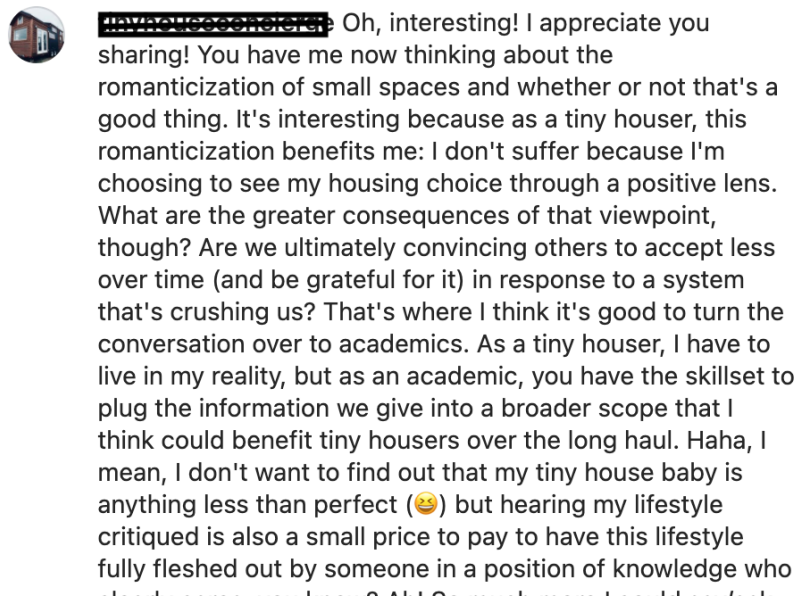 Oh, interesting! I appreciate you
sharing! You have me now thinking about the
romanticization of small spaces and whether or not that's a
good thing. It's interesting because as a tiny houser, this
romanticization benefits me: I don't suffer because I'm
choosing to see my housing choice through a positive lens.
What are the greater consequences of that viewpoint,
though? Are we ultimately convincing others to accept less
over time (and be grateful for it) in response to a system
that's crushing us? That's where I think it's good to turn the
conversation over to academics. As a tiny houser, I have to
live in my reality, but as an academic, you have the skillset to
plug the information we give into a broader scope that I
think could benefit tiny housers over the long haul. Haha, I
mean, I don't want to find out that my tiny house baby is
anything less than perfect (😆) but hearing my lifestyle
critiqued is also a small price to pay to have this lifestyle
fully fleshed out by someone in a position of knowledge who